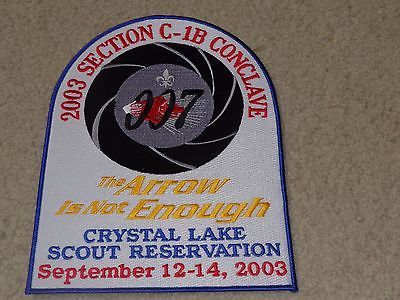 2003 SECTION C-1B CONCLAVE
007
The Arrow
Is Not Enough
CRYSTAL LAKE
SCOUT RESERVATION
September 12-14, 2003